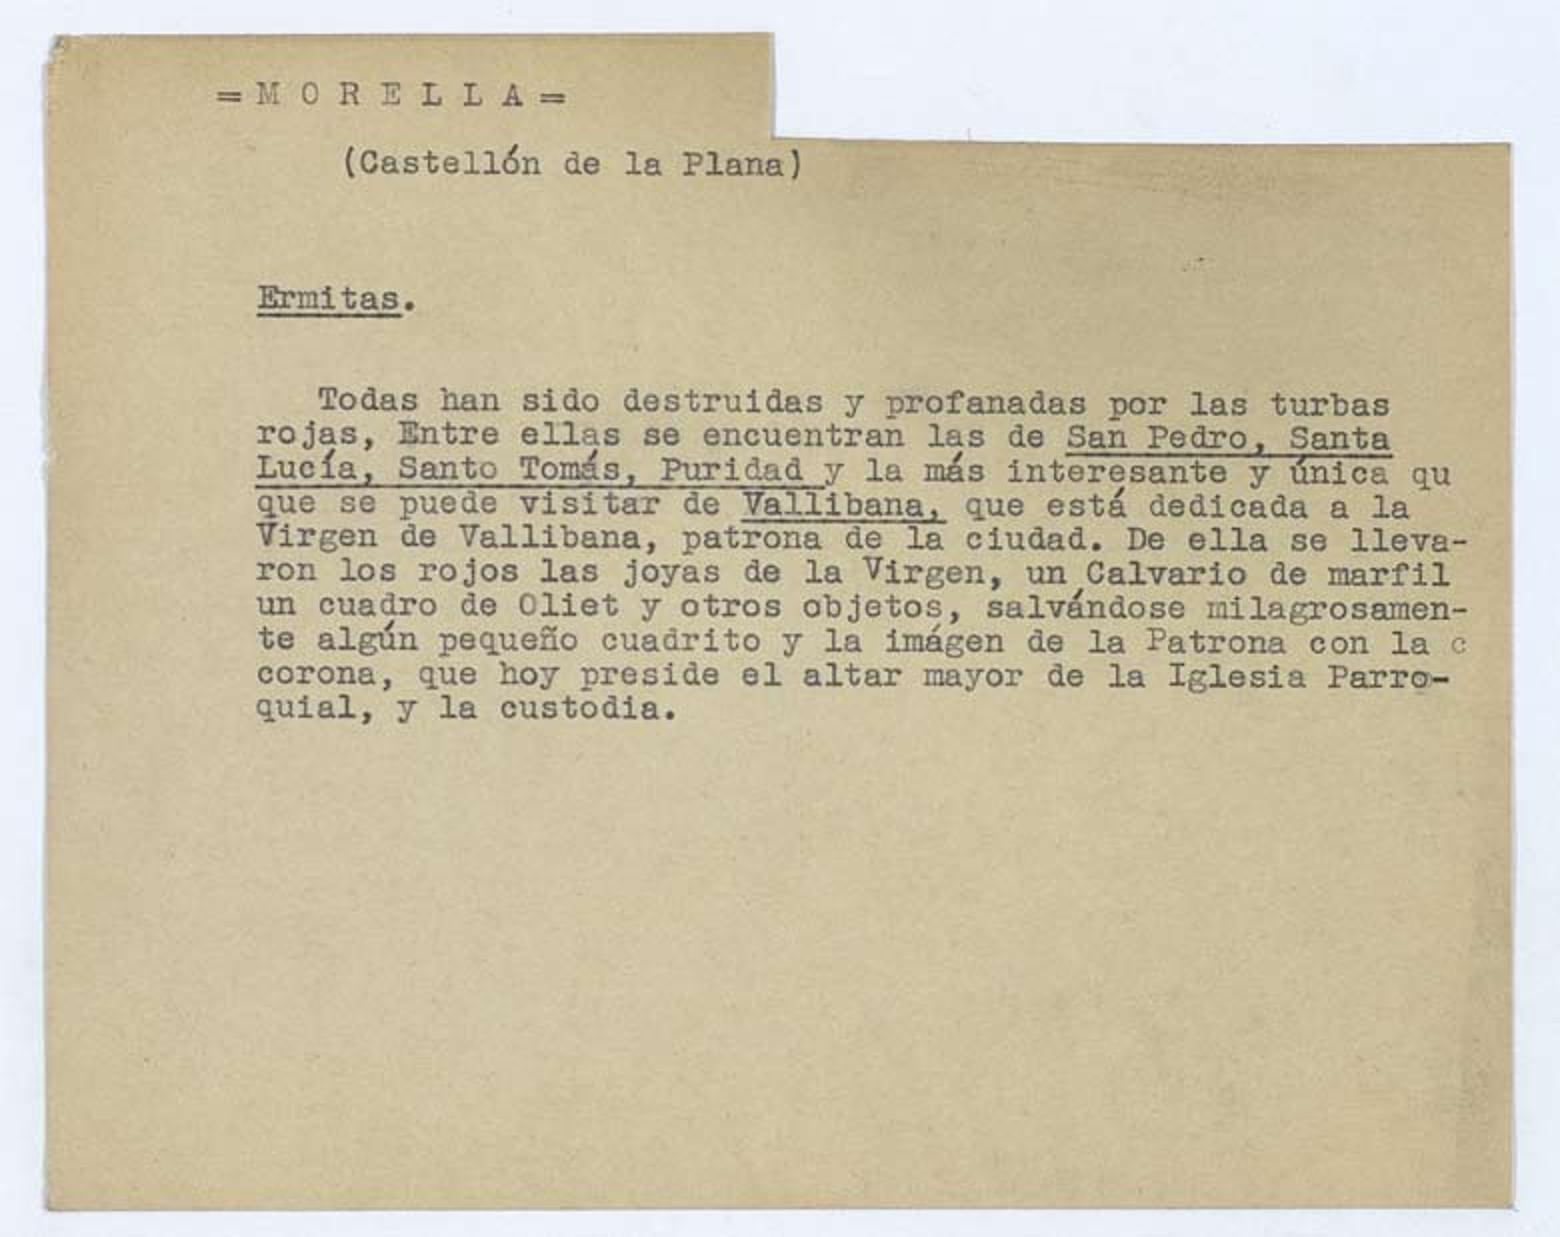 =M O R E L L A=
(Castellón de la Plana)
Ermitas.
Todas han sido destruidas y profanadas por las turbas
rojas, Entre ellas se encuentran las de San Pedro, Santa
Lucía, Santo Tomás, Puridad y la más interesante y única qu
que se puede visitar de Vallibana, que está dedicada a la
Virgen de Vallibana, patrona de la ciudad. De ella se lleva-
ron los rojos las joyas de la Virgen, un Calvario de marfil
un cuadro de Oliet y otros objetos, salvándose milagrosamen-
te algún pequeño cuadrito y la imágen de la Patrona con la c
corona, que hoy preside el altar mayor de la Iglesia Parro-
quial, y la custodia.